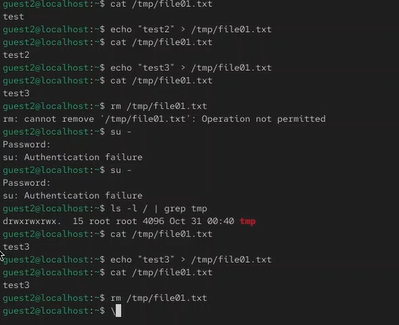 guest2@localhost:~$ cat /tmp/file01.txt
test
guest2@localhost:~$ echo "test2" > /tmp/file01.txt
guest2@localhost:~$ cat /tmp/file01.txt
test2
guest2@localhost:~$ echo "test3" > /tmp/file01.txt
guest2@localhost:~$ cat /tmp/file01.txt
test3
guest2@localhost:~$ rm /tmp/file01.txt
rm: cannot remove '/tmp/file01.txt': Operation not permitted
guest2@localhost:~$ su -
Password:
su: Authentication failure
guest2@localhost:~$ su -
Password:
su: Authentication failure
guest2@localhost:~$ ls -l / | grep tmp
drwxrwxrwx.  15 root root 4096 Oct 31 00:40 tmp
guest2@localhost:~$ cat /tmp/file01.txt
test3
guest2@localhost:~$ echo "test3" > /tmp/file01.txt
guest2@localhost:~$ cat /tmp/file01.txt
test3
guest2@localhost:~$ rm /tmp/file01.txt
guest2@localhost:~$ \